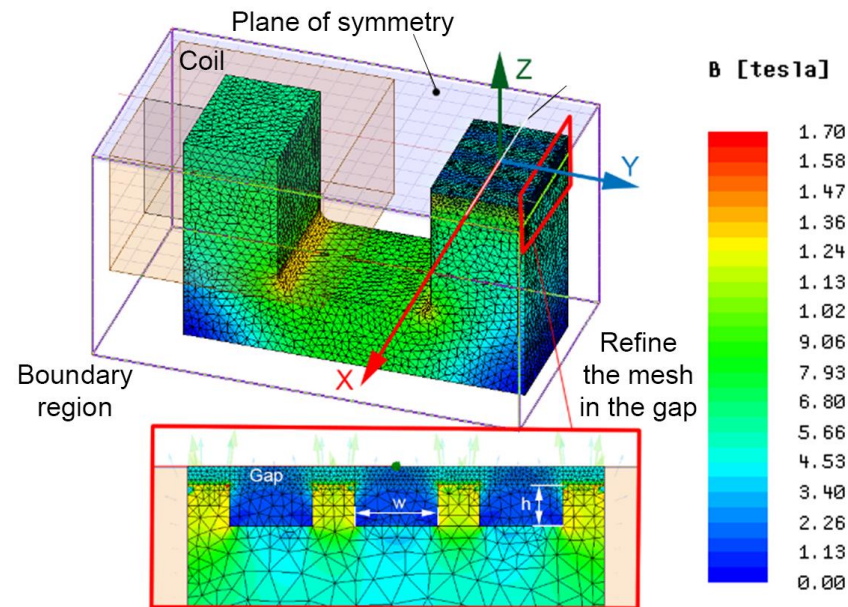 Plane of symmetry
Coil
Z
Y
X
Boundary
region
Refine
the mesh
in the gap
Gap
w
h
B [tesla]
1.70
1.58
1.47
1.36
1.24
1.13
1.02
7.93
6.80
5.66
4.53
3.40
2.26
1.13
0.00